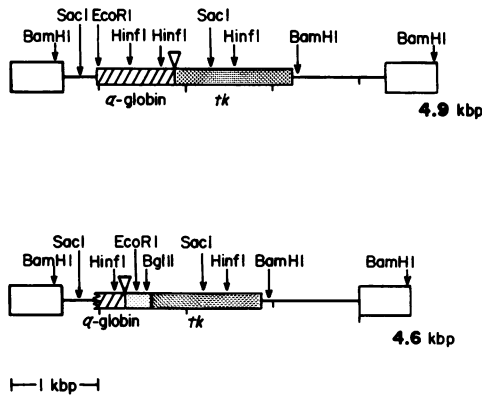 SacI EcoRI SacI
BamHI HinfI HinfI HinfI BamHI BamHI
α-globin tk
4.9 kbp
SacI EcoRI SacI
BamHI HinfI BglII HinfI BamHI BamHI
α-globin tk
4.6 kbp
1 kbp